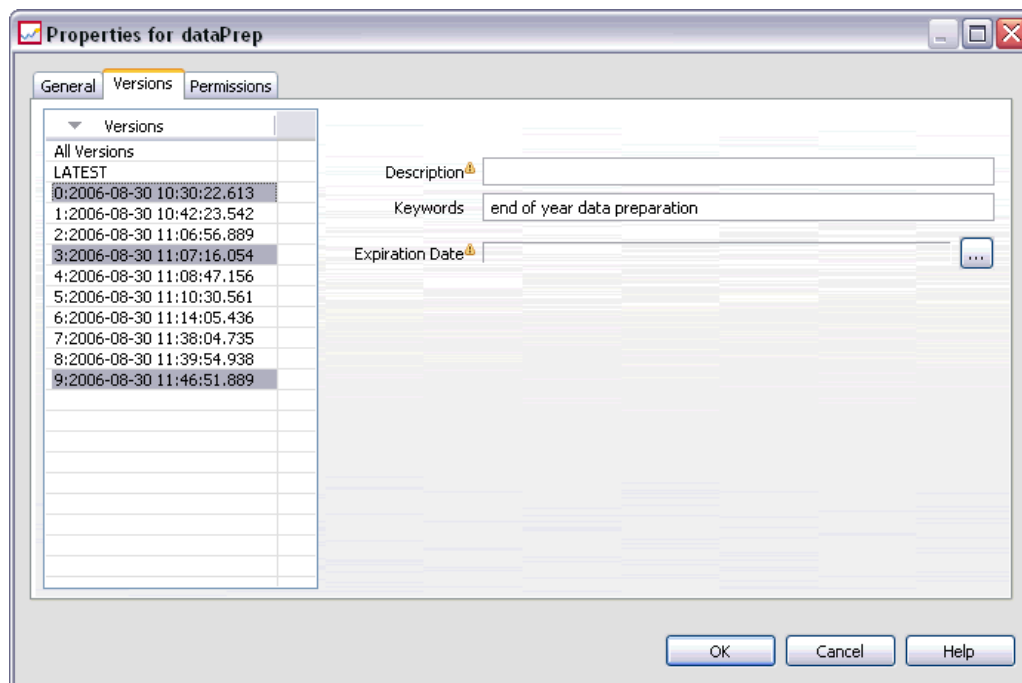 Properties for dataPrep
General Versions Permissions
Versions
All Versions
LATEST
0:2006-08-30 10:30:22.613
1:2006-08-30 10:42:23.542
2:2006-08-30 11:06:56.889
3:2006-08-30 11:07:16.054
4:2006-08-30 11:08:47.156
5:2006-08-30 11:10:30.561
6:2006-08-30 11:14:05.436
7:2006-08-30 11:38:04.735
8:2006-08-30 11:39:54.938
9:2006-08-30 11:46:51.889
Description
Keywords end of year data preparation
Expiration Date ...
OK Cancel Help